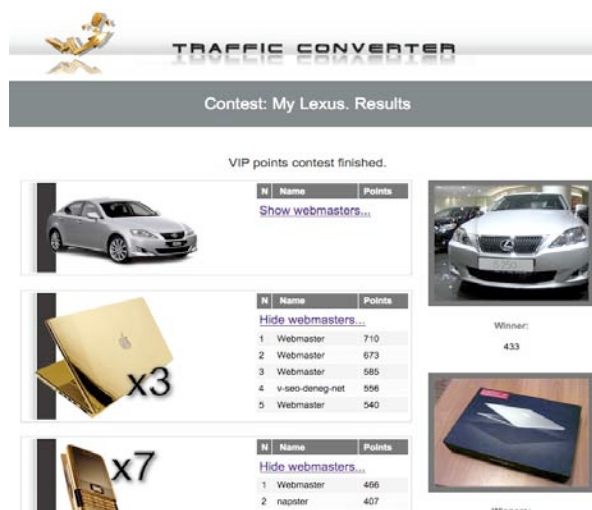 TRAFFIC CONVERTER
Contest: My Lexus. Results
VIP points contest finished.
N Name Points
Show webmasters...
N Name Points
Hide webmasters...
1 Webmaster 710
2 Webmaster 673
3 Webmaster 585
4 v-seo-deneg-net 556
5 Webmaster 540
x3
N Name Points
Hide webmasters...
1 Webmaster 466
2 napster 407
x7
Winner:
433